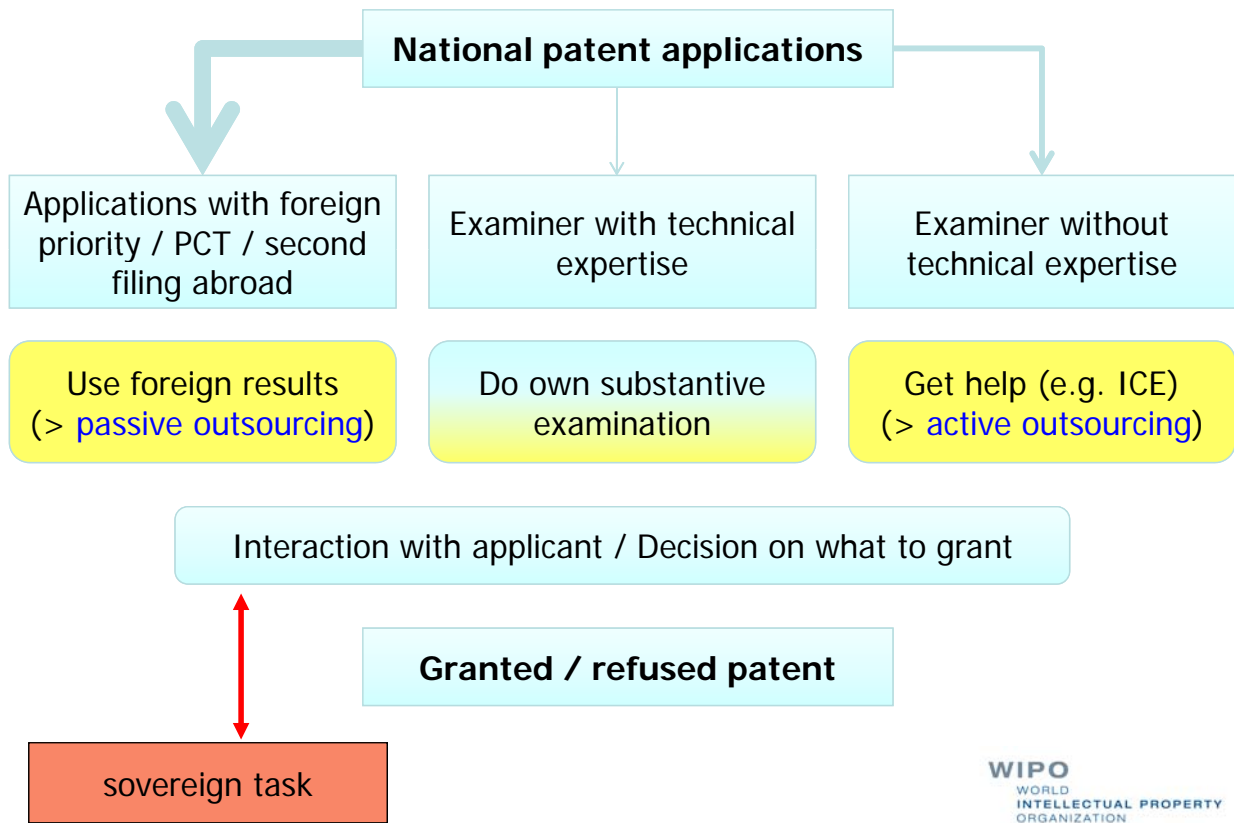 National patent applications
Applications with foreign
priority / PCT / second
filing abroad
Examiner with technical
expertise
Examiner without
technical expertise
Use foreign results
(> passive outsourcing)
Do own substantive
examination
Get help (e.g. ICE)
(> active outsourcing)
Interaction with applicant / Decision on what to grant
Granted / refused patent
sovereign task
WIPO
WORLD
INTELLECTUAL PROPERTY
ORGANIZATION